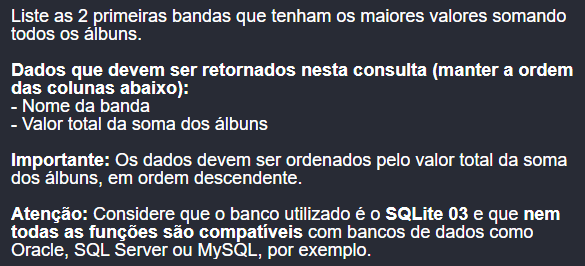 Liste as 2 primeiras bandas que tenham os maiores valores somando
todos os álbuns.
Dados que devem ser retornados nesta consulta (manter a ordem
das colunas abaixo):
- Nome da banda
- Valor total da soma dos álbuns
Importante: Os dados devem ser ordenados pelo valor total da soma
dos álbuns, em ordem descendente.
Atenção: Considere que o banco utilizado é o SQLite 03 e que nem
todas as funções são compatíveis com bancos de dados como
Oracle, SQL Server ou MySQL, por exemplo.